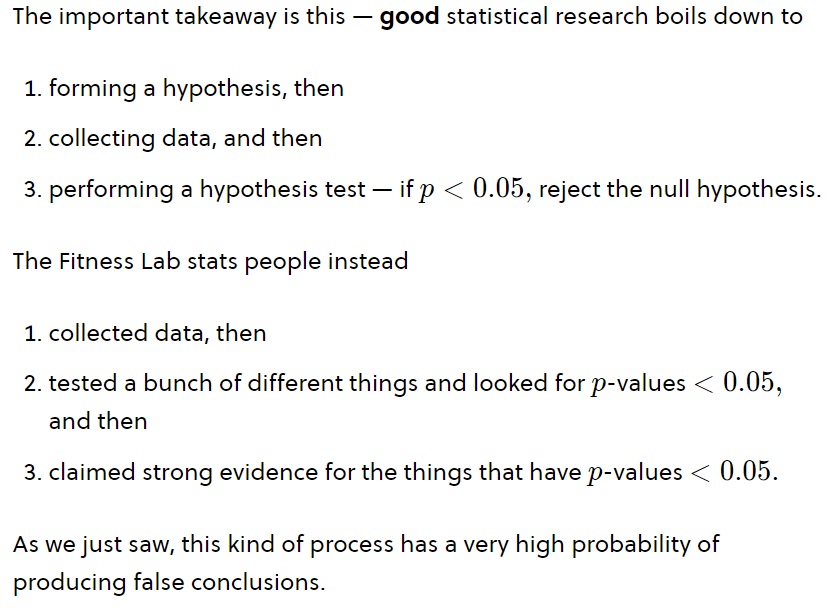 The important takeaway is this — good statistical research boils down to
1. forming a hypothesis, then
2. collecting data, and then
3. performing a hypothesis test — if p < 0.05, reject the null hypothesis.
The Fitness Lab stats people instead
1. collected data, then
2. tested a bunch of different things and looked for p-values < 0.05,
and then
3. claimed strong evidence for the things that have p-values < 0.05.
As we just saw, this kind of process has a very high probability of
producing false conclusions.